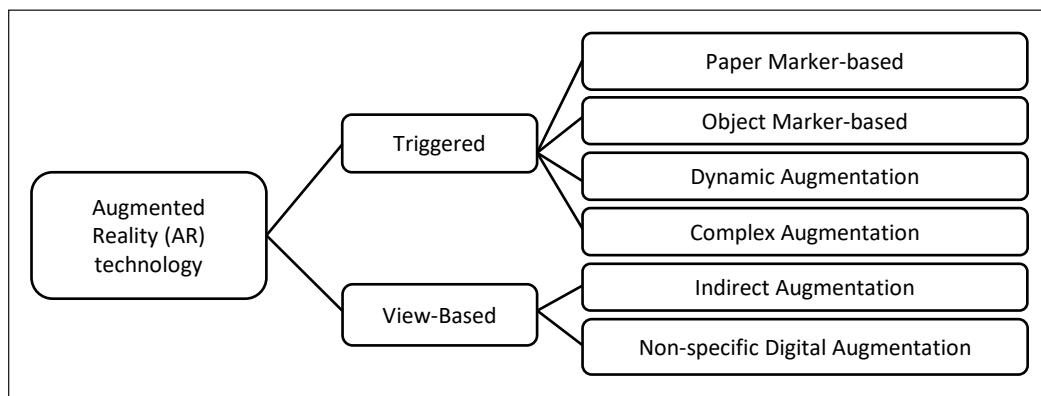 Augmented
Reality (AR)
technology
Triggered
View-Based
Paper Marker-based
Object Marker-based
Dynamic Augmentation
Complex Augmentation
Indirect Augmentation
Non-specific Digital Augmentation